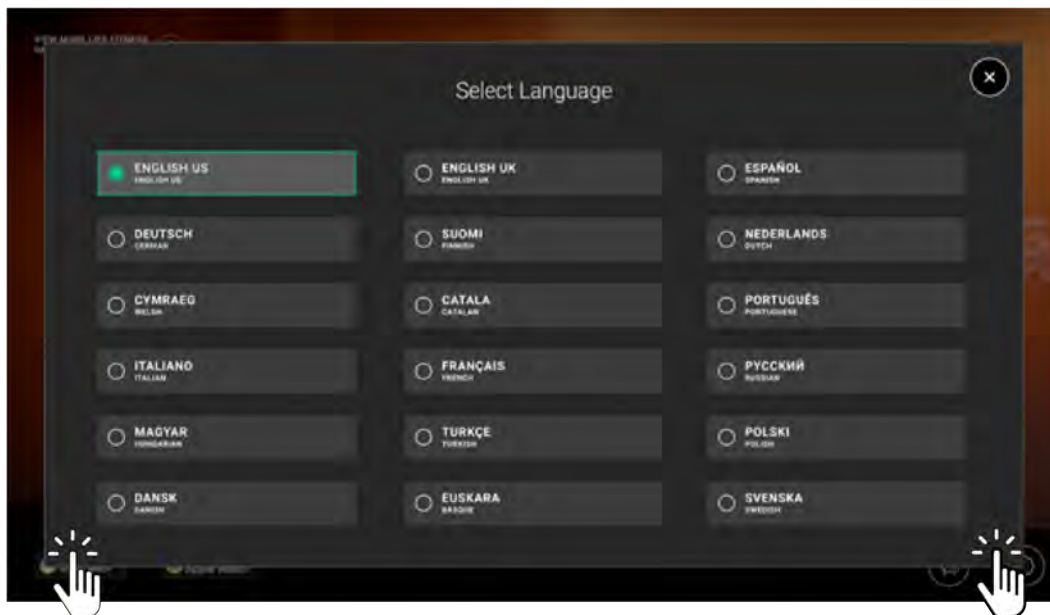 Select Language
ENGLISH US
ENGLISH US
ENGLISH UK
ENGLISH UK
ESPAÑOL
SPANISH
DEUTSCH
GERMAN
SUOMI
FINNISH
NEDERLANDS
DUTCH
CYMRAEG
WELSH
CATALA
CATALAN
PORTUGUÊS
PORTUGUESE
ITALIANO
ITALIAN
FRANÇAIS
FRENCH
РУССКИЙ
RUSSIAN
MAGYAR
HUNGARIAN
TURKÇE
TURKISH
POLSKI
POLISH
DANSK
DANISH
EUSKARA
BASQUE
SVENSKA
SWEDISH